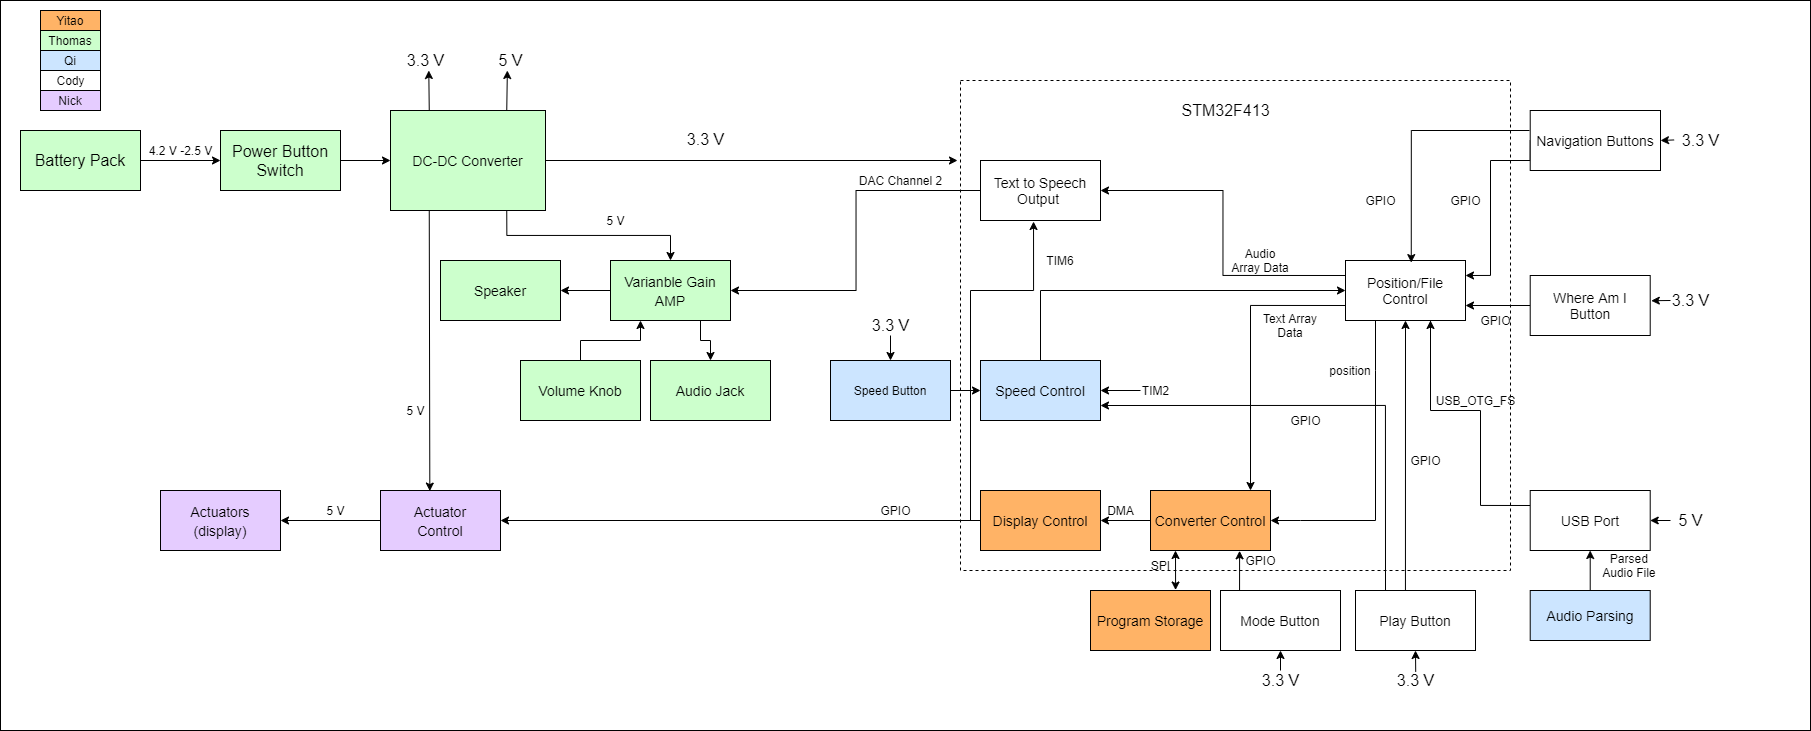 Yitao
Thomas
Qi
Cody
Nick
3.3 V
5 V
STM32F413
Battery Pack
4.2 V -2.5 V
Power Button
Switch
DC-DC Converter
3.3 V
Navigation Buttons
3.3 V
DAC Channel 2
Text to Speech
Output
GPIO
GPIO
5 V
TIM6
Audio
Array Data
Speaker
Varianble Gain
AMP
Position/File
Control
Where Am I
Button
3.3 V
GPIO
Text Array
Data
3.3 V
position
Volume Knob
Audio Jack
Speed Button
Speed Control
TIM2
USB_OTG_FS
5 V
GPIO
GPIO
Actuators
(display)
5 V
Actuator
Control
GPIO
Display Control
DMA
Converter Control
USB Port
5 V
SPI
GPIO
Parsed
Audio File
Program Storage
Mode Button
Play Button
Audio Parsing
3.3 V
3.3 V